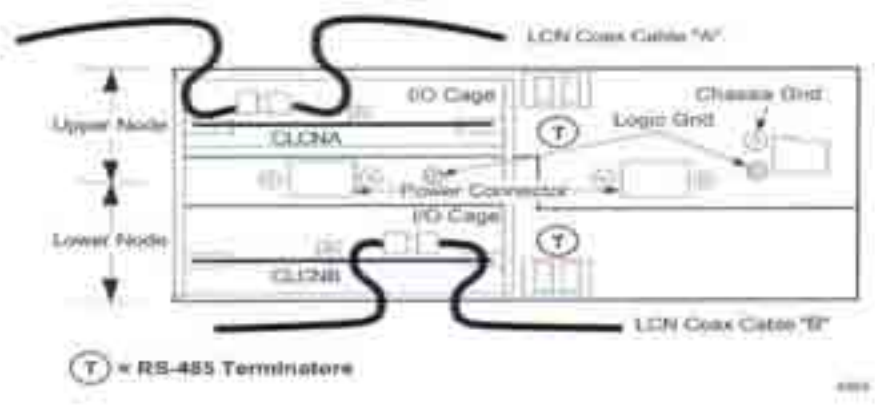 LCN Coax Cable "A"
I/O Cage
Chassis Grid
Upper Node
CLCNA
T
Logic Grid
Power Connector
I/O Cage
Lower Node
T
CLCNB
LCN Coax Cable "B"
T = RS-485 Terminators